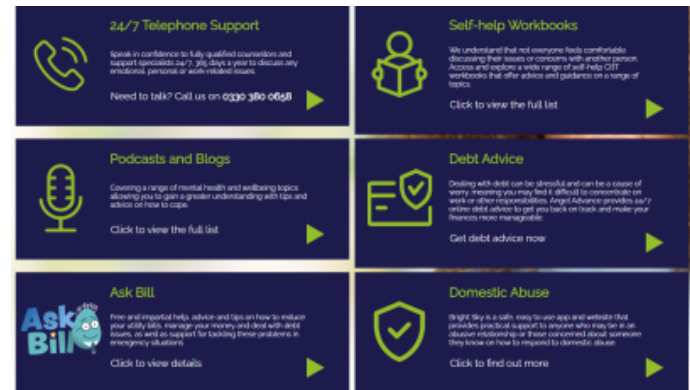 24/7 Telephone Support
Speak in confidence to fully qualified counsellors and
support specialists 24/7, 365 days a year to discuss any
emotional, personal or work-related issues.
Need to talk? Call us on 0330 380 0658
Self-help Workbooks
We understand that not everyone feels comfortable
discussing their issues or concerns with another person.
Access and explore a wide range of self-help CBT
workbooks that offer advice and guidance on a range of
topics.
Click to view the full list
Podcasts and Blogs
Covering a range of mental health and wellbeing topics
allowing you to gain a greater understanding with tips and
advice on how to cope.
Click to view the full list
Debt Advice
Dealing with debt can be stressful and can be a cause of
worry, meaning you may find it difficult to concentrate on
work or other responsibilities. Angel Advance provides 24/7
online debt advice to get you back on track and make your
finances more manageable.
Get debt advice now
Ask
Bill
Ask Bill
Free and impartial help, advice and tips on how to reduce
your utility bills, manage your money and deal with debt
issues, as well as support for tackling these problems in
emergency situations.
Click to view details
Domestic Abuse
Bright Sky is a safe, easy to use app and website that
provides practical support to anyone who may be in an
abusive relationship or those concerned about someone
they know on how to respond to domestic abuse.
Click to find out more